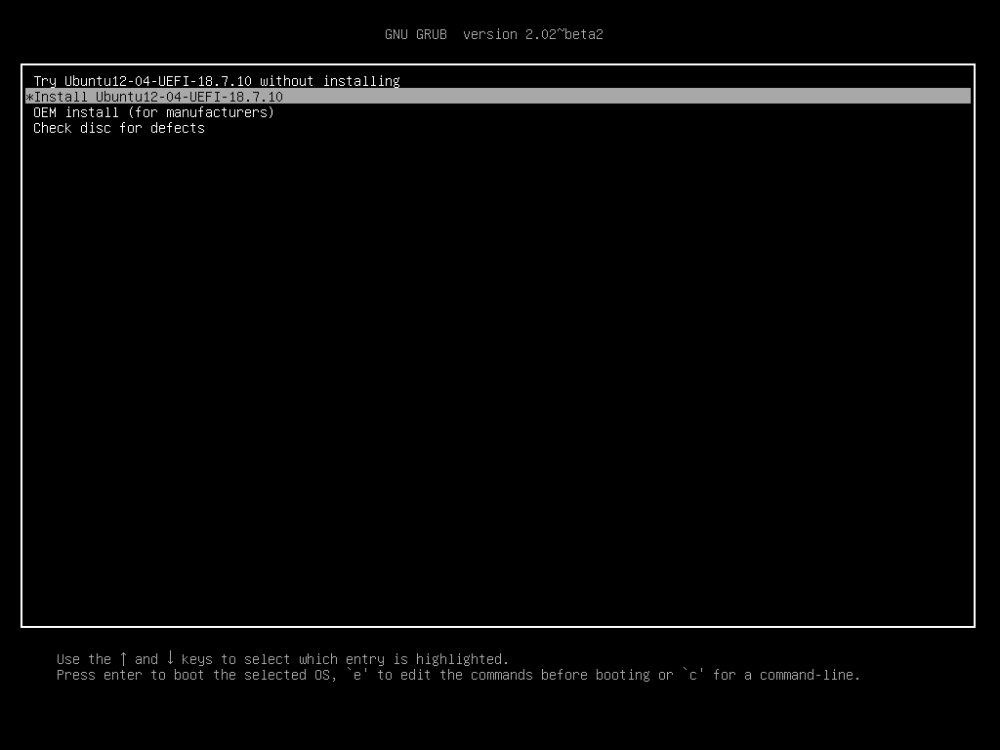 GNU GRUB  version 2.02~beta2
Try Ubuntu12-04-UEFI-18.7.10 without installing
*Install Ubuntu12-04-UEFI-18.7.10
OEM install (for manufacturers)
Check disc for defects
Use the ↑ and ↓ keys to select which entry is highlighted.
Press enter to boot the selected OS, `e' to edit the commands before booting or `c' for a command-line.